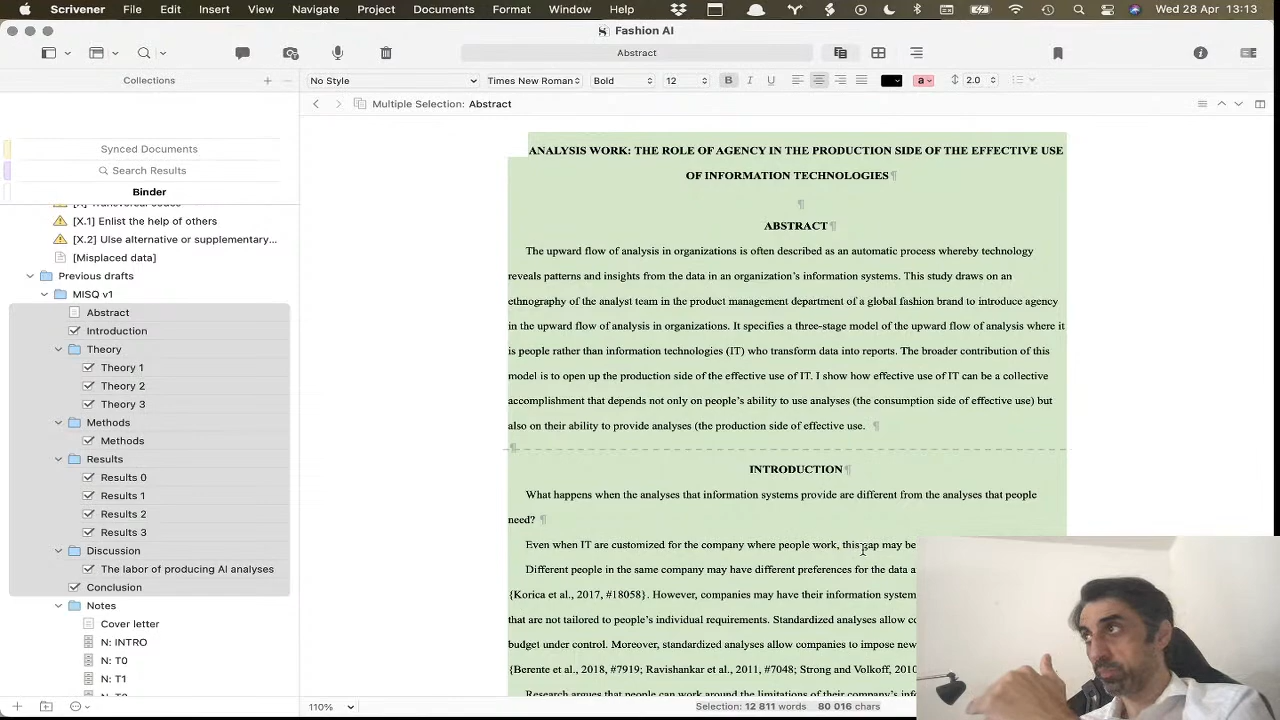 Scrivener File Edit Insert View Navigate Project Documents Format Window Help Wed 28 Apr 13:13
Fashion AI
Abstract
Collections
No Style Times New Roman Bold 12 B I U a 2.0
Multiple Selection: Abstract
Synced Documents
Search Results
Binder
[X.1] Enlist the help of others
[X.2] Ulse alternative or supplementary...
[Misplaced data]
Previous drafts
MISQ v1
Abstract
Introduction
Theory
Theory 1
Theory 2
Theory 3
Methods
Methods
Results
Results 0
Results 1
Results 2
Results 3
Discussion
The labor of producing AI analyses
Conclusion
Notes
Cover letter
N: INTRO
N: T0
N: T1
ANALYSIS WORK: THE ROLE OF AGENCY IN THE PRODUCTION SIDE OF THE EFFECTIVE USE
OF INFORMATION TECHNOLOGIES¶
¶
ABSTRACT¶
The upward flow of analysis in organizations is often described as an automatic process whereby technology
reveals patterns and insights from the data in an organization's information systems. This study draws on an
ethnography of the analyst team in the product management department of a global fashion brand to introduce agency
in the upward flow of analysis in organizations. It specifies a three-stage model of the upward flow of analysis where it
is people rather than information technologies (IT) who transform data into reports. The broader contribution of this
model is to open up the production side of the effective use of IT. I show how effective use of IT can be a collective
accomplishment that depends not only on people's ability to use analyses (the consumption side of effective use) but
also on their ability to provide analyses (the production side of effective use. ¶
¶
INTRODUCTION¶
What happens when the analyses that information systems provide are different from the analyses that people
need? ¶
Even when IT are customized for the company where people work, this gap may be
Different people in the same company may have different preferences for the data a
{Korica et al., 2017, #18058}. However, companies may have their information system
that are not tailored to people's individual requirements. Standardized analyses allow co
budget under control. Moreover, standardized analyses allow companies to impose new
{Berente et al., 2018, #7919; Ravishankar et al., 2011, #7048; Strong and Volkoff, 2010
Research argues that people can work around the limitations of their company's inf
110% Selection: 12 811 words 80 016 chars